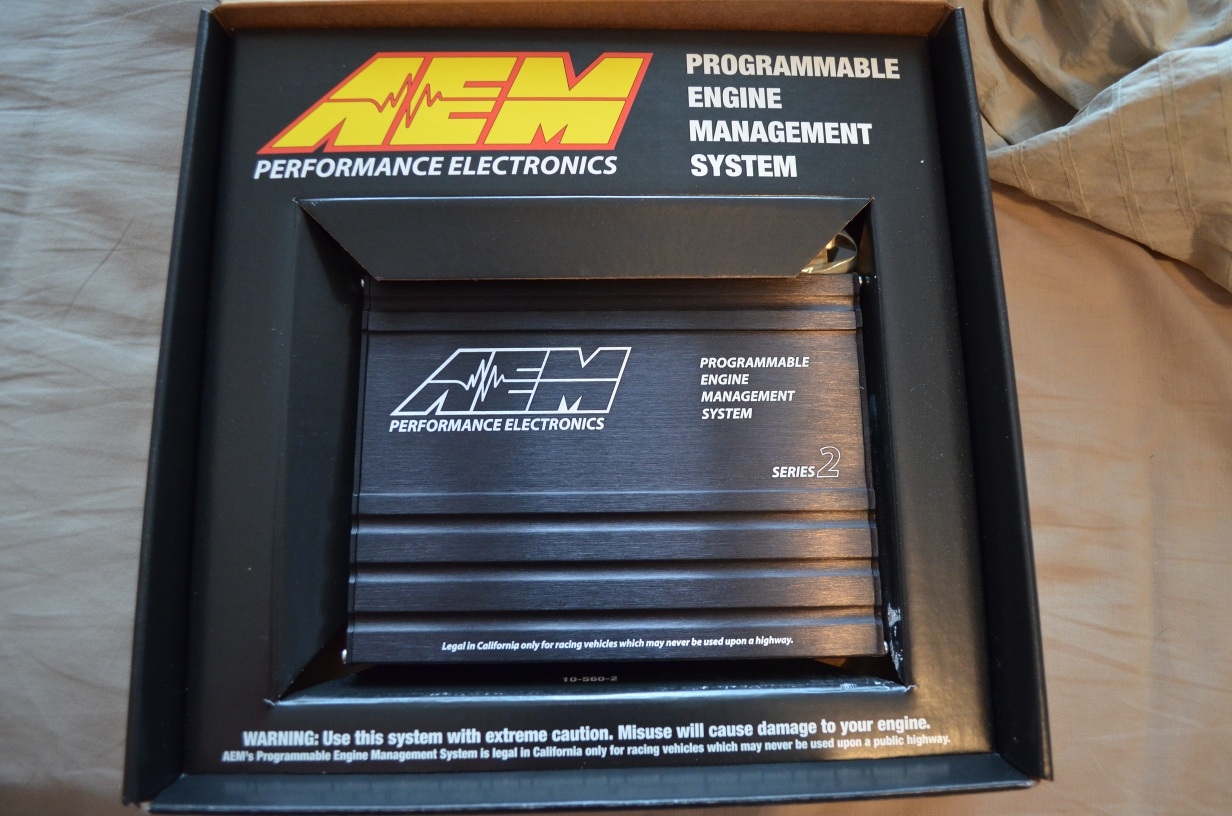 AEM
PERFORMANCE ELECTRONICS
PROGRAMMABLE
ENGINE
MANAGEMENT
SYSTEM
AEM
PERFORMANCE ELECTRONICS
PROGRAMMABLE
ENGINE
MANAGEMENT
SYSTEM
SERIES 2
Legal in California only for racing vehicles which may never be used upon a highway.
10-560-2
WARNING: Use this system with extreme caution. Misuse will cause damage to your engine.
AEM's Programmable Engine Management System is legal in California only for racing vehicles which may never be used upon a public highway.